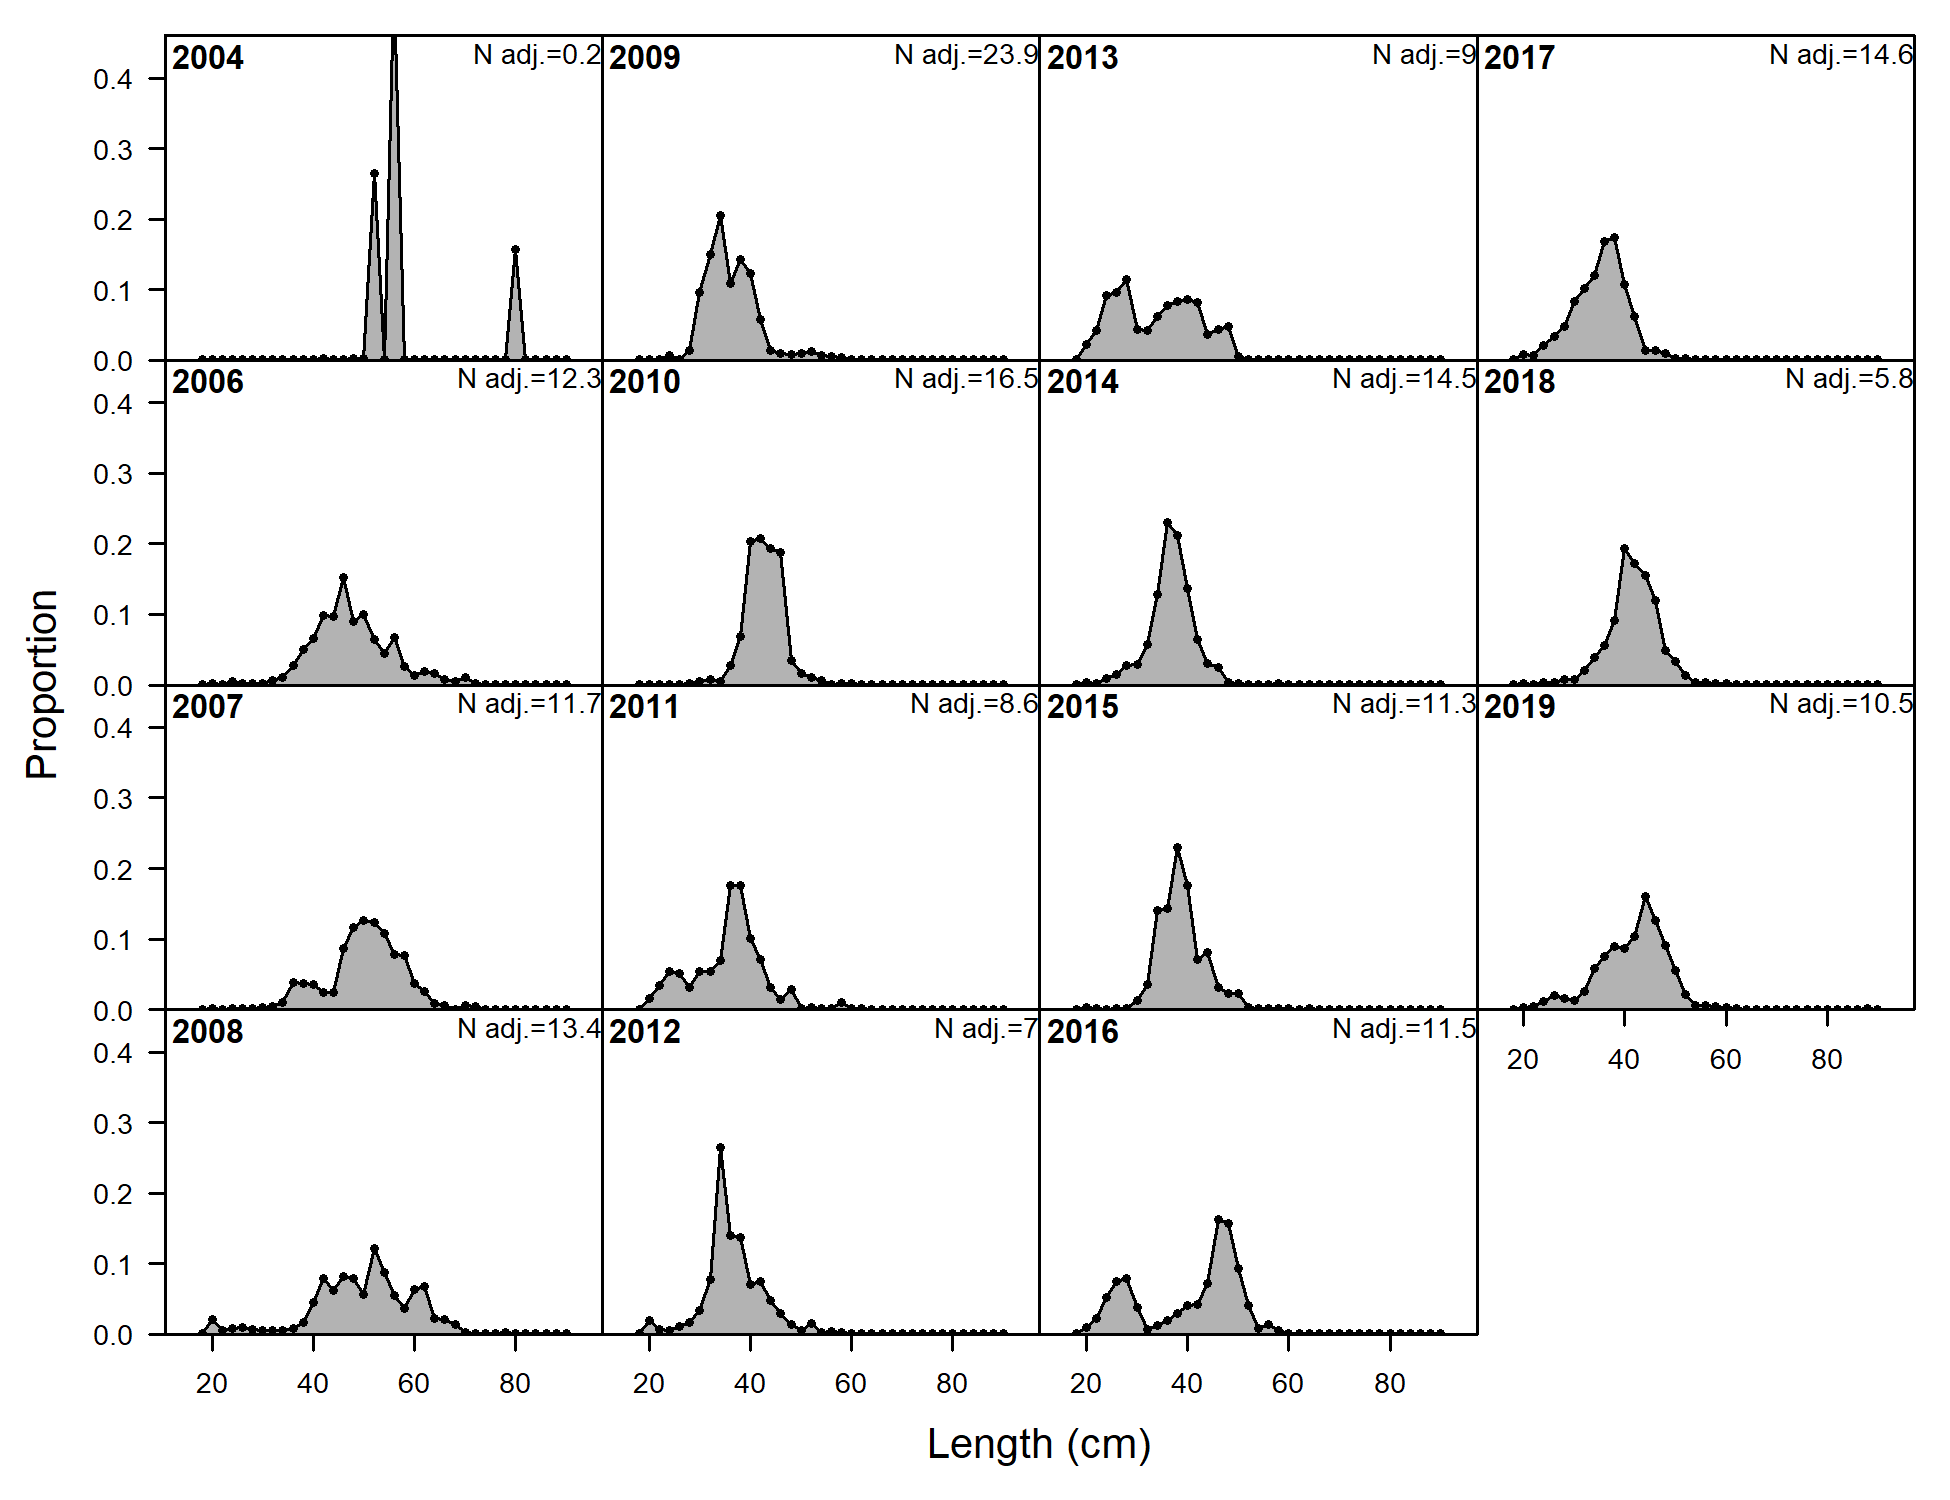 2004 N adj.=0.2 2009 N adj.=23.9 2013 N adj.=9 2017 N adj.=14.6
0.4
0.3
0.2
0.1
0.0
2006 N adj.=12.3 2010 N adj.=16.5 2014 N adj.=14.5 2018 N adj.=5.8
0.4
0.3
0.2
0.1
0.0
2007 N adj.=11.7 2011 N adj.=8.6 2015 N adj.=11.3 2019 N adj.=10.5
0.4
0.3
0.2
0.1
0.0
2008 N adj.=13.4 2012 N adj.=7 2016 N adj.=11.5
0.4
20 40 60 80
0.3
0.2
0.1
0.0
20 40 60 80 20 40 60 80 20 40 60 80
Proportion
Length (cm)